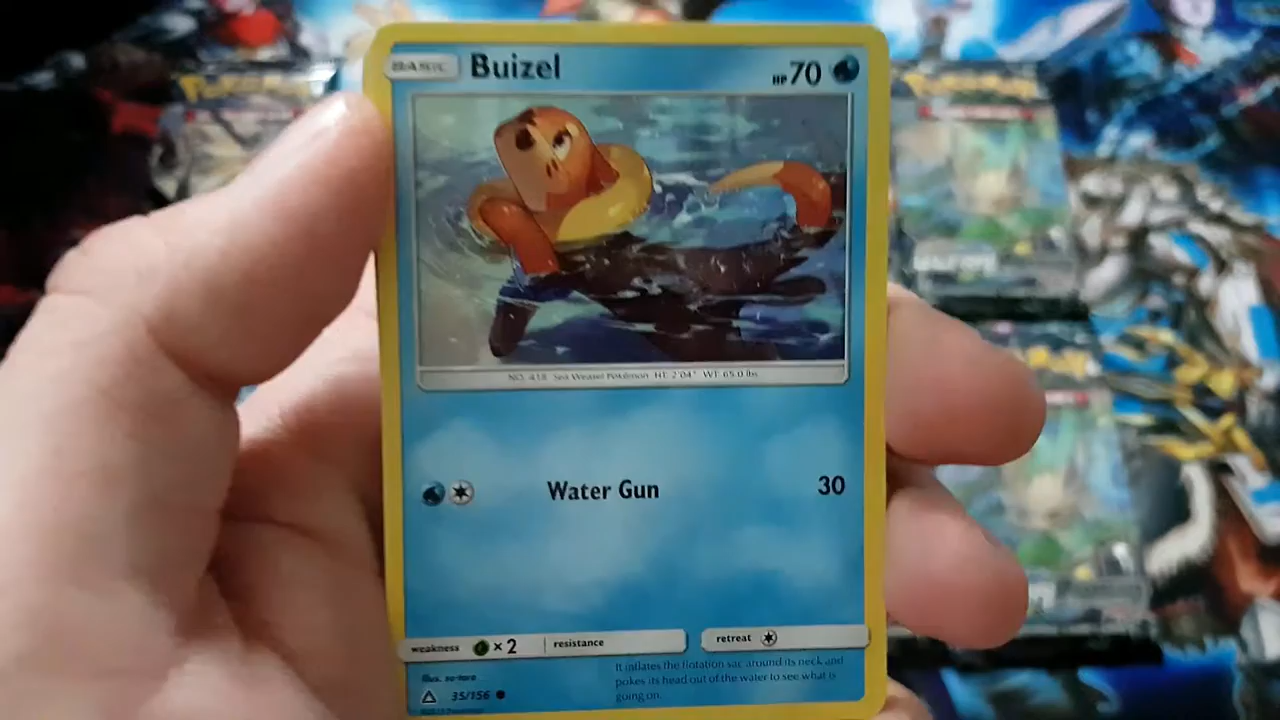 Pokémon
BASIC Buizel HP 70
NO. 418 Sea Weasel Pokémon HT: 2'04" WT: 65.0 lbs
Water Gun 30
weakness × 2 resistance retreat
It inflates the flotation sac around its neck and
pokes its head out of the water to see what is
going on.
Illus. so-taro
35/156